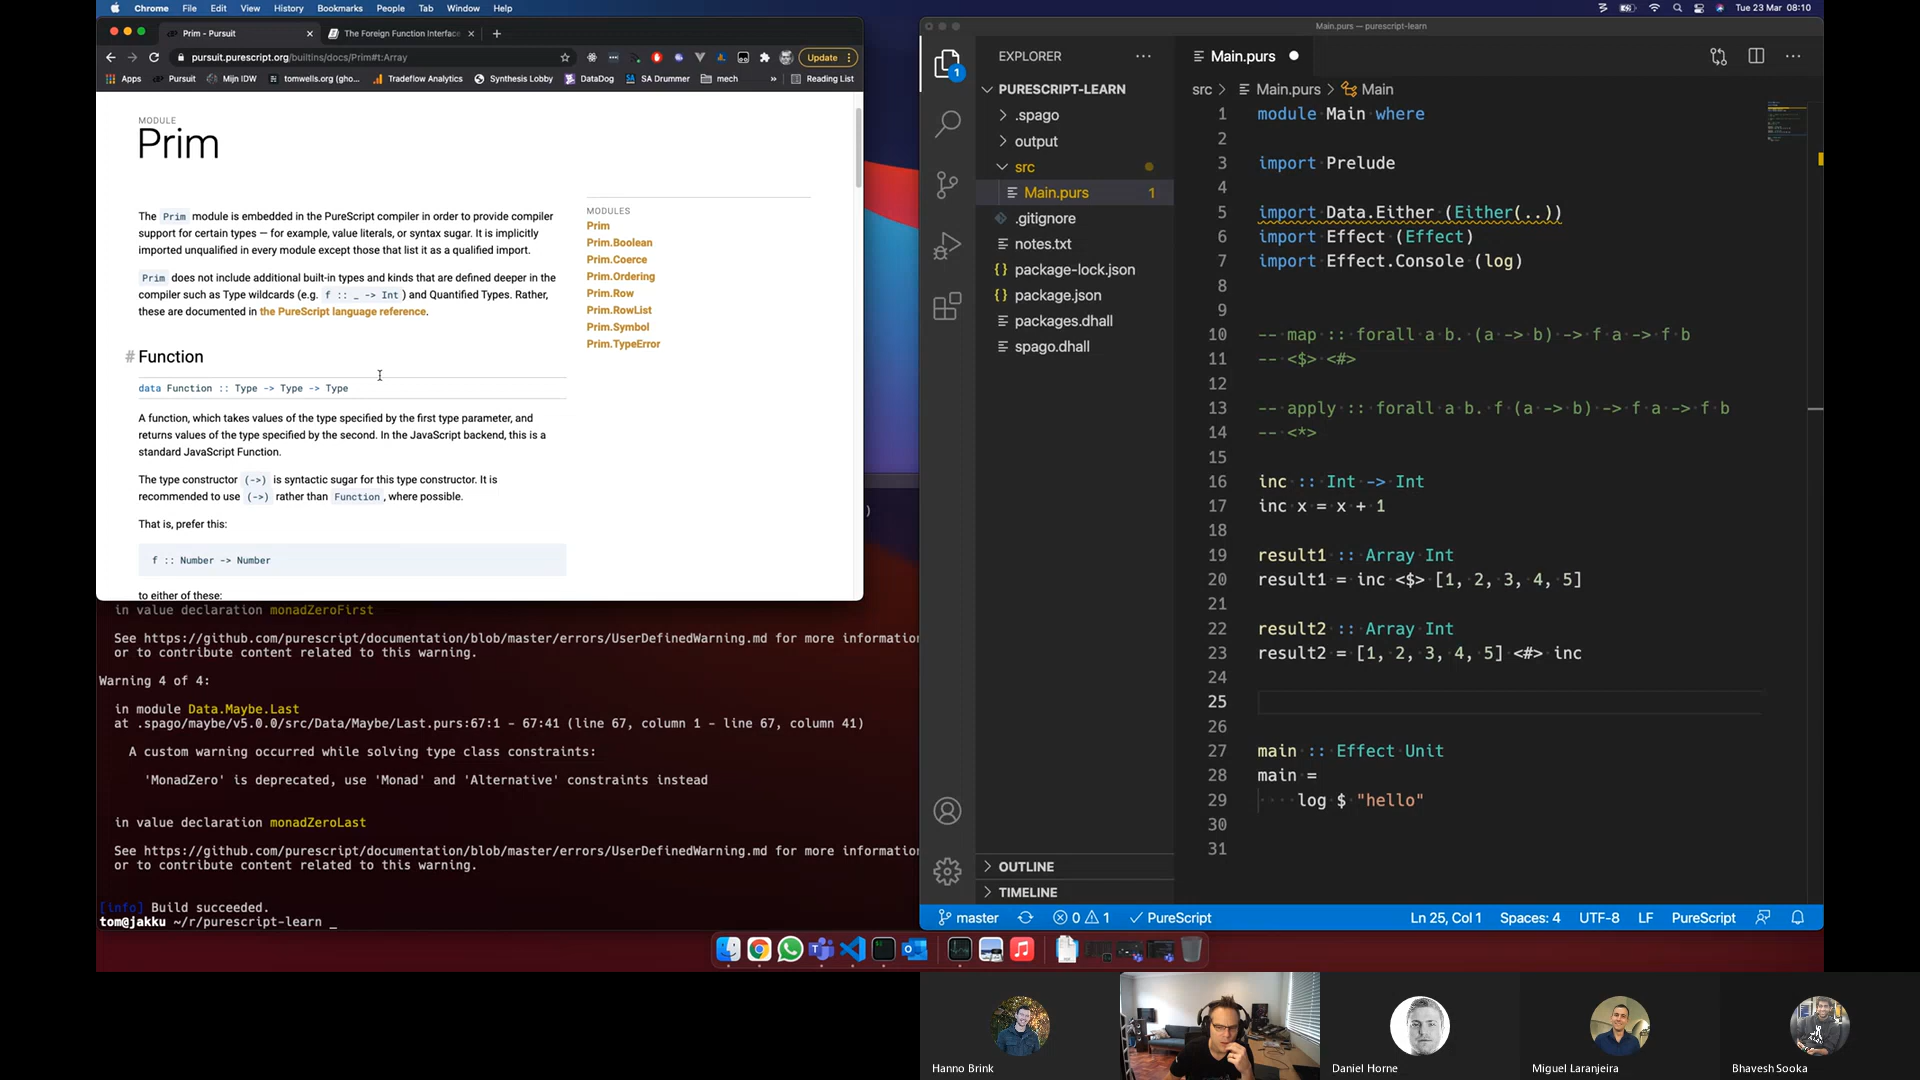 Chrome File Edit View History Bookmarks People Tab Window Help
Tue 23 Mar 08:10
Prim - Pursuit
The Foreign Function Interface
pursuit.purescript.org/builtins/docs/Prim#t:Array
Update
Apps Pursuit Mijn IDW tomwells.org (gho... Tradeflow Analytics Synthesis Lobby DataDog SA Drummer mech » Reading List
MODULE
Prim
The Prim module is embedded in the PureScript compiler in order to provide compiler
support for certain types — for example, value literals, or syntax sugar. It is implicitly
imported unqualified in every module except those that list it as a qualified import.
Prim does not include additional built-in types and kinds that are defined deeper in the
compiler such as Type wildcards (e.g. f :: _ -> Int) and Quantified Types. Rather,
these are documented in the PureScript language reference.
MODULES
Prim
Prim.Boolean
Prim.Coerce
Prim.Ordering
Prim.Row
Prim.RowList
Prim.Symbol
Prim.TypeError
# Function
data Function :: Type -> Type -> Type
A function, which takes values of the type specified by the first type parameter, and
returns values of the type specified by the second. In the JavaScript backend, this is a
standard JavaScript Function.
The type constructor (->) is syntactic sugar for this type constructor. It is
recommended to use (->) rather than Function, where possible.
That is, prefer this:
f :: Number -> Number
to either of these:
)
in value declaration monadZeroFirst
See https://github.com/purescript/documentation/blob/master/errors/UserDefinedWarning.md for more information
or to contribute content related to this warning.
Warning 4 of 4:
in module Data.Maybe.Last
at .spago/maybe/v5.0.0/src/Data/Maybe/Last.purs:67:1 - 67:41 (line 67, column 1 - line 67, column 41)
A custom warning occurred while solving type class constraints:
'MonadZero' is deprecated, use 'Monad' and 'Alternative' constraints instead
in value declaration monadZeroLast
See https://github.com/purescript/documentation/blob/master/errors/UserDefinedWarning.md for more information
or to contribute content related to this warning.
[info] Build succeeded.
tom@jakku ~/r/purescript-learn _
Main.purs — purescript-learn
1
EXPLORER
PURESCRIPT-LEARN
.spago
output
src
Main.purs 1
.gitignore
notes.txt
{} package-lock.json
{} package.json
packages.dhall
spago.dhall
OUTLINE
TIMELINE
Main.purs
src > Main.purs > Main
1 module Main where
2
3 import Prelude
4
5 import Data.Either (Either(..))
6 import Effect (Effect)
7 import Effect.Console (log)
8
9
10 -- map :: forall a b. (a -> b) -> f a -> f b
11 -- <$> <#>
12
13 -- apply :: forall a b. f (a -> b) -> f a -> f b
14 -- <*>
15
16 inc :: Int -> Int
17 inc x = x + 1
18
19 result1 :: Array Int
20 result1 = inc <$> [1, 2, 3, 4, 5]
21
22 result2 :: Array Int
23 result2 = [1, 2, 3, 4, 5] <#> inc
24
25
26
27 main :: Effect Unit
28 main =
29 log $ "hello"
30
31
master 0 1 PureScript Ln 25, Col 1 Spaces: 4 UTF-8 LF PureScript
Hanno Brink
Daniel Horne
Miguel Laranjeira
Bhavesh Sooka